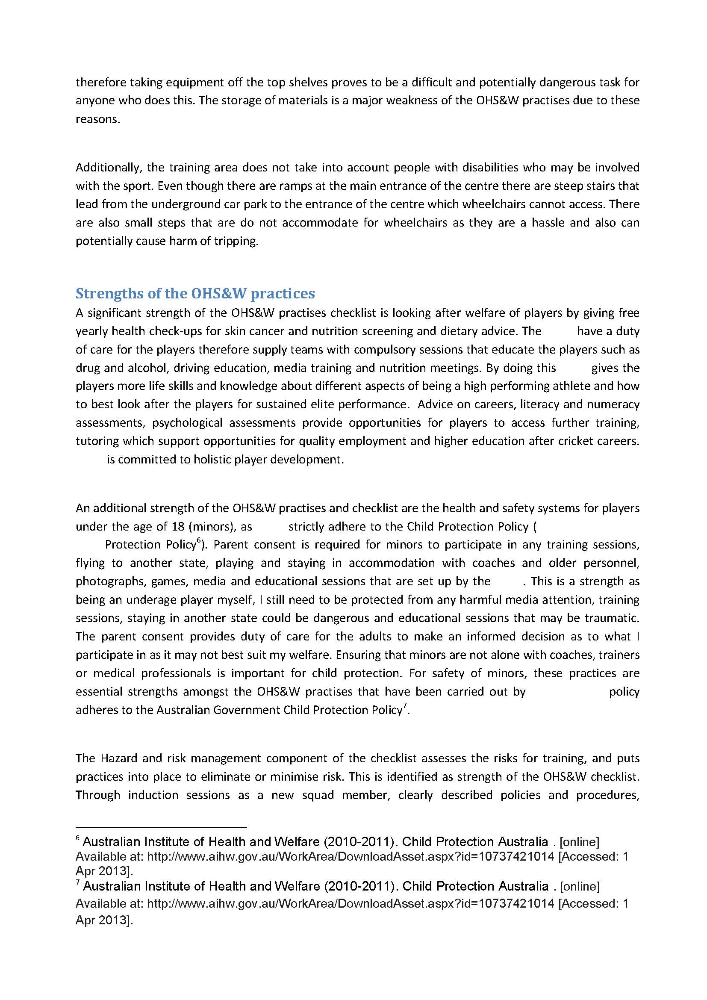 therefore taking equipment off the top shelves proves to be a difficult and potentially dangerous task for
anyone who does this. The storage of materials is a major weakness of the OHS&W practises due to these
reasons.
Additionally, the training area does not take into account people with disabilities who may be involved
with the sport. Even though there are ramps at the main entrance of the centre there are steep stairs that
lead from the underground car park to the entrance of the centre which wheelchairs cannot access. There
are also small steps that are do not accommodate for wheelchairs as they are a hassle and also can
potentially cause harm of tripping.
Strengths of the OHS&W practices
A significant strength of the OHS&W practises checklist is looking after welfare of players by giving free
yearly health check-ups for skin cancer and nutrition screening and dietary advice. The have a duty
of care for the players therefore supply teams with compulsory sessions that educate the players such as
drug and alcohol, driving education, media training and nutrition meetings. By doing this gives the
players more life skills and knowledge about different aspects of being a high performing athlete and how
to best look after the players for sustained elite performance. Advice on careers, literacy and numeracy
assessments, psychological assessments provide opportunities for players to access further training,
tutoring which support opportunities for quality employment and higher education after cricket careers.
is committed to holistic player development.
An additional strength of the OHS&W practises and checklist are the health and safety systems for players
under the age of 18 (minors), as strictly adhere to the Child Protection Policy (
Protection Policy6). Parent consent is required for minors to participate in any training sessions,
flying to another state, playing and staying in accommodation with coaches and older personnel,
photographs, games, media and educational sessions that are set up by the . This is a strength as
being an underage player myself, I still need to be protected from any harmful media attention, training
sessions, staying in another state could be dangerous and educational sessions that may be traumatic.
The parent consent provides duty of care for the adults to make an informed decision as to what I
participate in as it may not best suit my welfare. Ensuring that minors are not alone with coaches, trainers
or medical professionals is important for child protection. For safety of minors, these practices are
essential strengths amongst the OHS&W practises that have been carried out by policy
adheres to the Australian Government Child Protection Policy7.
The Hazard and risk management component of the checklist assesses the risks for training, and puts
practices into place to eliminate or minimise risk. This is identified as strength of the OHS&W checklist.
Through induction sessions as a new squad member, clearly described policies and procedures,
6 Australian Institute of Health and Welfare (2010-2011). Child Protection Australia . [online]
Available at: http://www.aihw.gov.au/WorkArea/DownloadAsset.aspx?id=10737421014 [Accessed: 1
Apr 2013].
7 Australian Institute of Health and Welfare (2010-2011). Child Protection Australia . [online]
Available at: http://www.aihw.gov.au/WorkArea/DownloadAsset.aspx?id=10737421014 [Accessed: 1
Apr 2013].